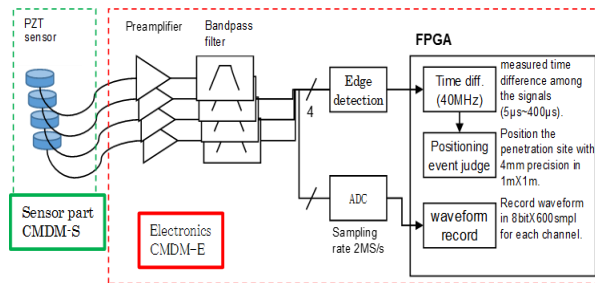 PZT
sensor
Preamplifier
Bandpass
filter
4
Edge
detection
FPGA
Time diff.
(40MHz)
measured time
difference among
the signals
(5μs~400μs).
Positioning
event judge
Position the
penetration site with
4mm precision in
1mX1m.
ADC
Sampling
rate 2MS/s
waveform
record
Record waveform
in 8bitX600smpl
for each channel.
Sensor part
CMDM-S
Electronics
CMDM-E